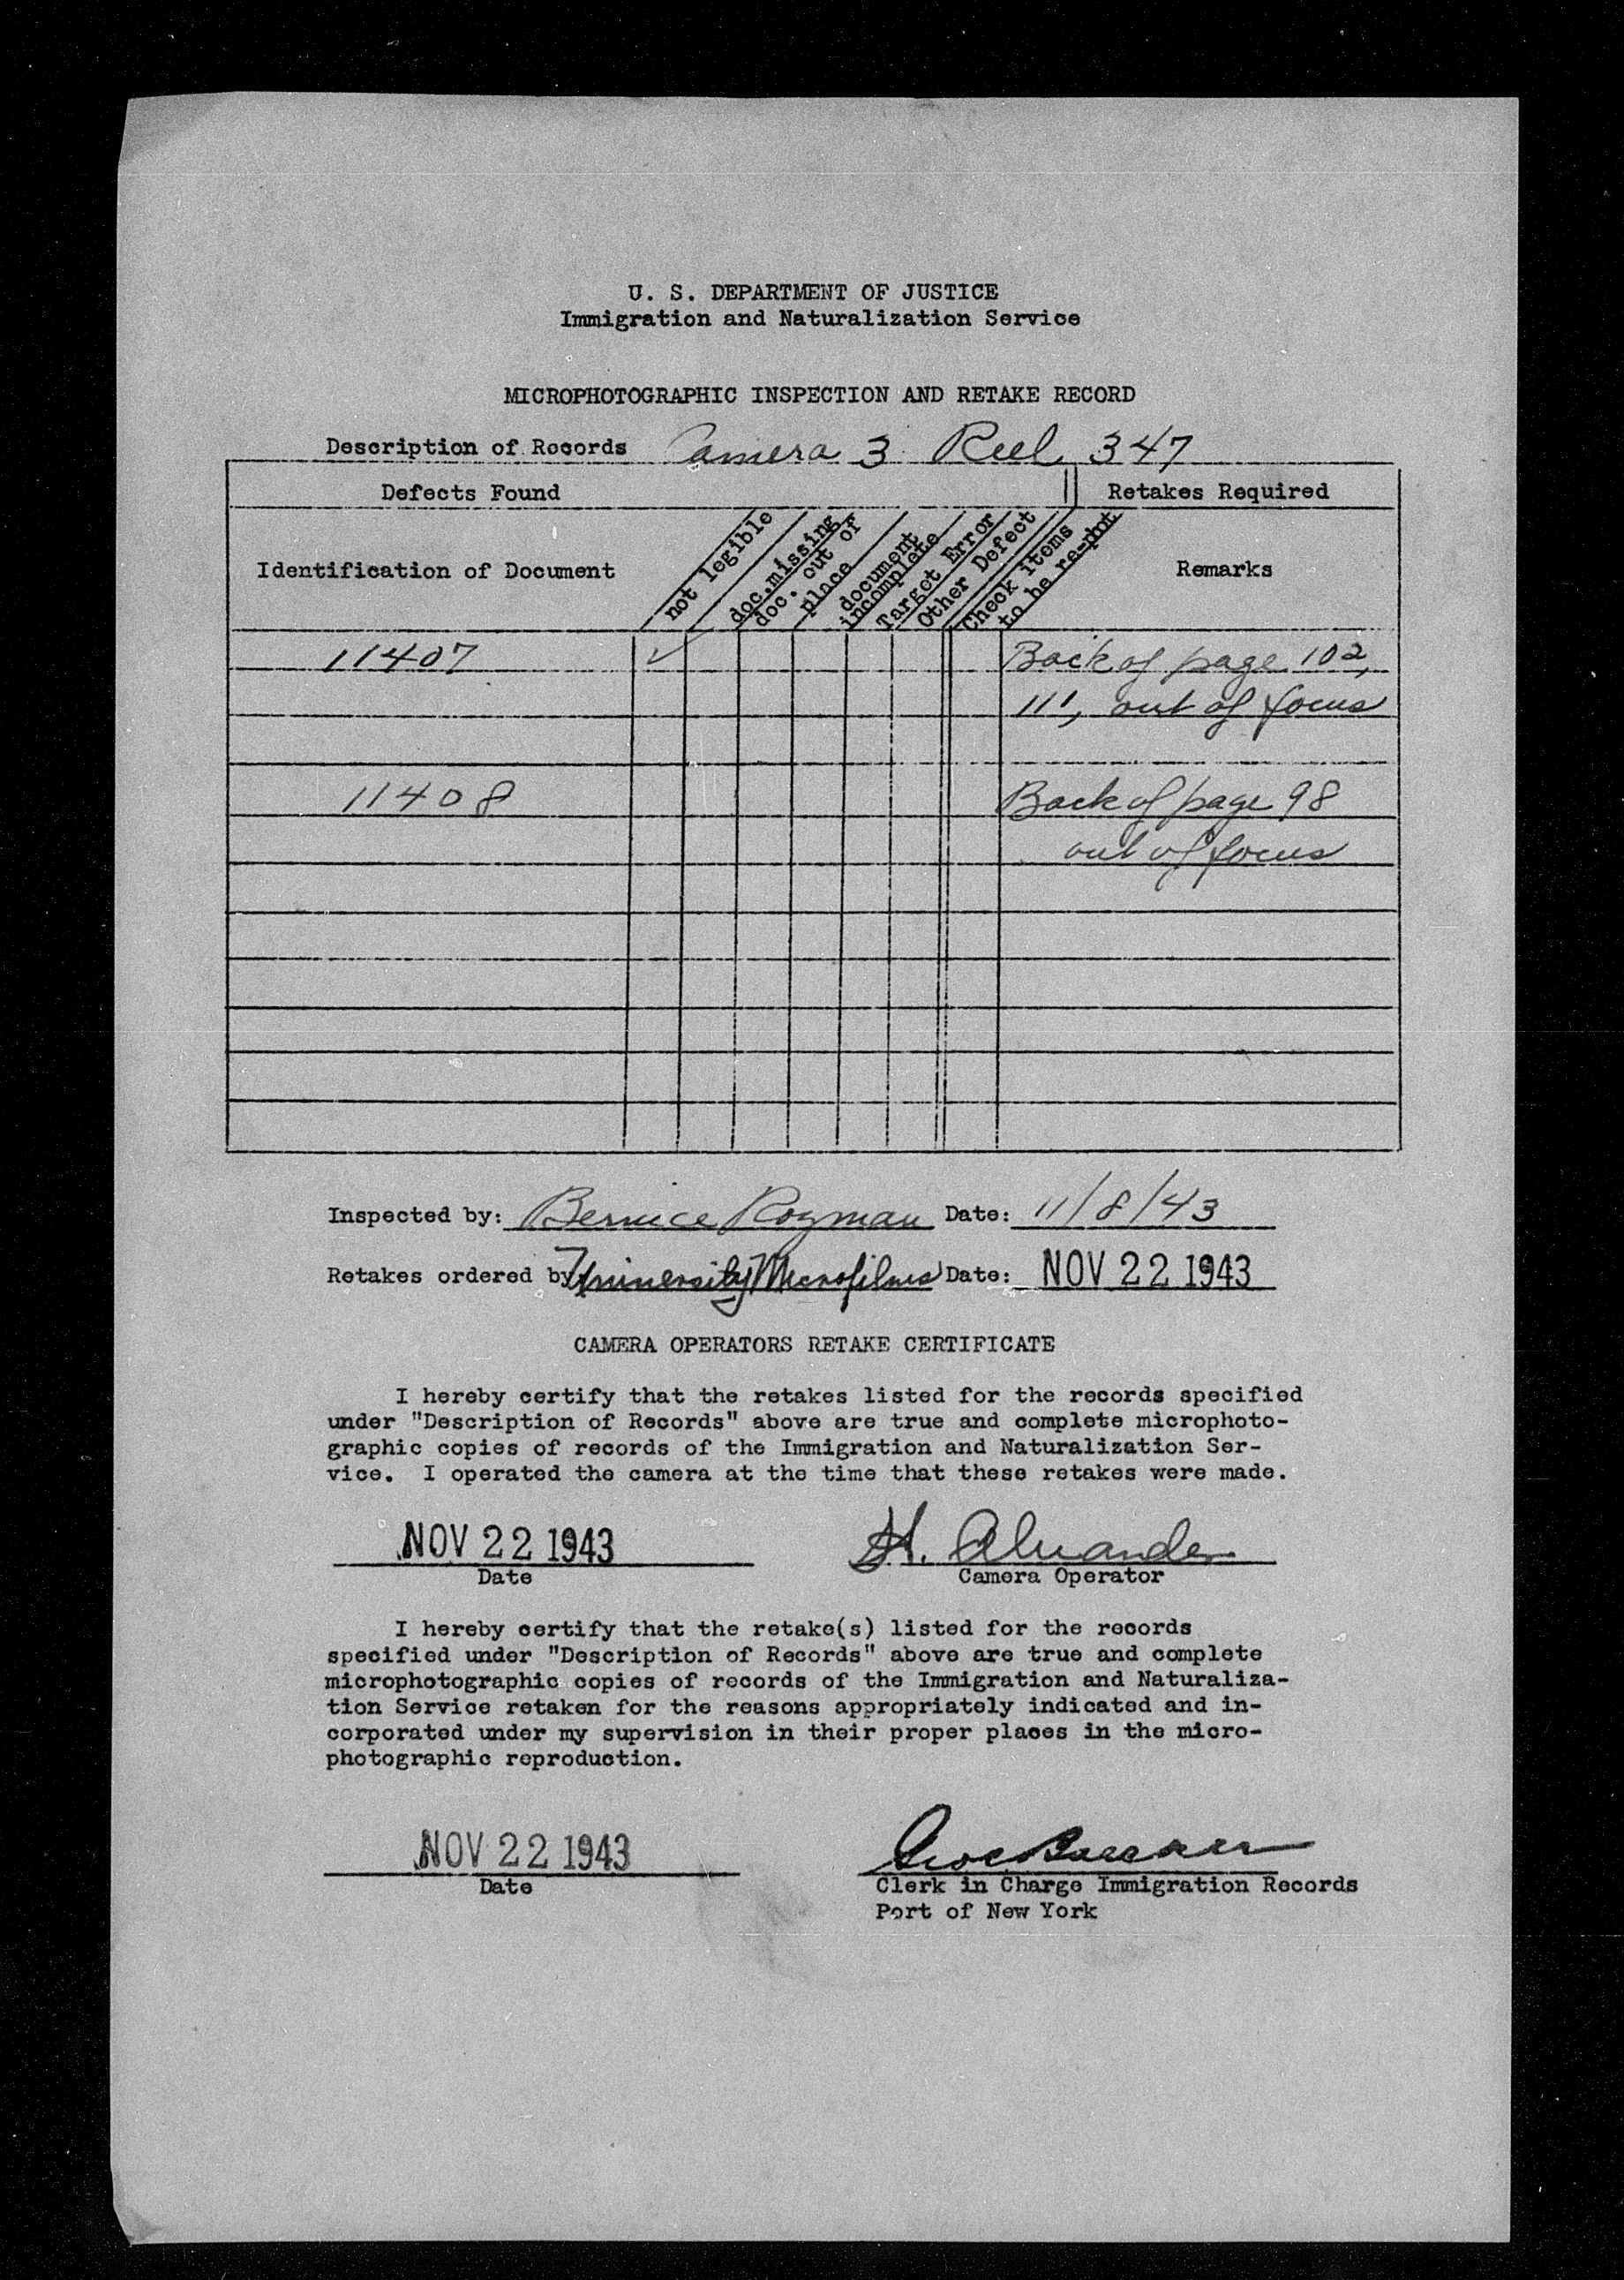 U. S. DEPARTMENT OF JUSTICE
Immigration and Naturalization Service
MICROPHOTOGRAPHIC INSPECTION AND RETAKE RECORD
Description of Records Camera 3 Reel 347
Defects Found Retakes Required
Identification of Document
not legible
doc. missing
doc. out of
place
document
incomplete
Target Error
Other Defect
Check items
to be re-phot
Remarks
11407 ✓ Back of page 102,
111, out of focus
11408 Back of page 98
out of focus
Inspected by: Bernice Rozman Date: 11/8/43
Retakes ordered by University Microfilms Date: NOV 22 1943
CAMERA OPERATORS RETAKE CERTIFICATE
I hereby certify that the retakes listed for the records specified
under "Description of Records" above are true and complete microphoto-
graphic copies of records of the Immigration and Naturalization Ser-
vice. I operated the camera at the time that these retakes were made.
NOV 22 1943 H. Alexander
Date Camera Operator
I hereby certify that the retake(s) listed for the records
specified under "Description of Records" above are true and complete
microphotographic copies of records of the Immigration and Naturaliza-
tion Service retaken for the reasons appropriately indicated and in-
corporated under my supervision in their proper places in the micro-
photographic reproduction.
NOV 22 1943
Date Clerk in Charge Immigration Records
Port of New York